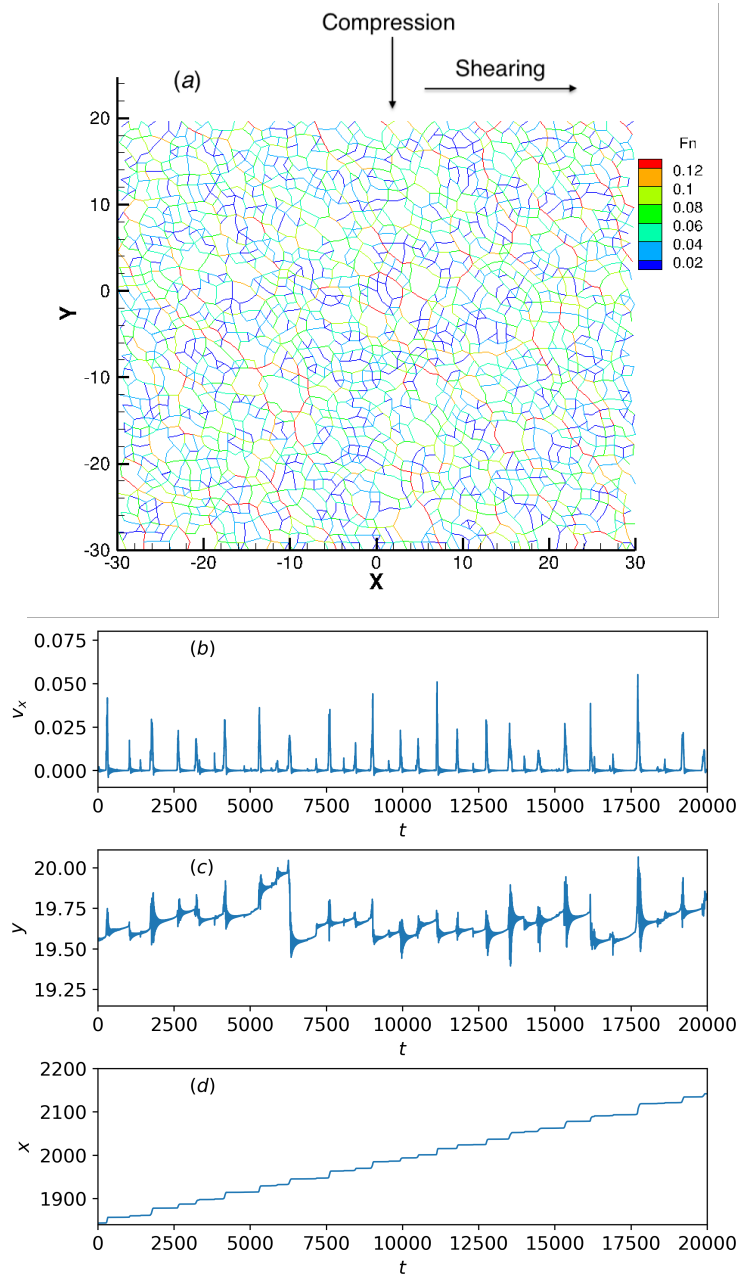 Compression
(a)
Shearing
20
10
0
-10
-20
-30
Y
-30 -20 -10 0 10 20 30
X
Fn
0.12
0.1
0.08
0.06
0.04
0.02
(b)
0.075
0.050
0.025
0.000
vx
0 2500 5000 7500 10000 12500 15000 17500 20000
t
(c)
20.00
19.75
19.50
19.25
y
0 2500 5000 7500 10000 12500 15000 17500 20000
t
(d)
2200
2100
2000
1900
x
0 2500 5000 7500 10000 12500 15000 17500 20000
t